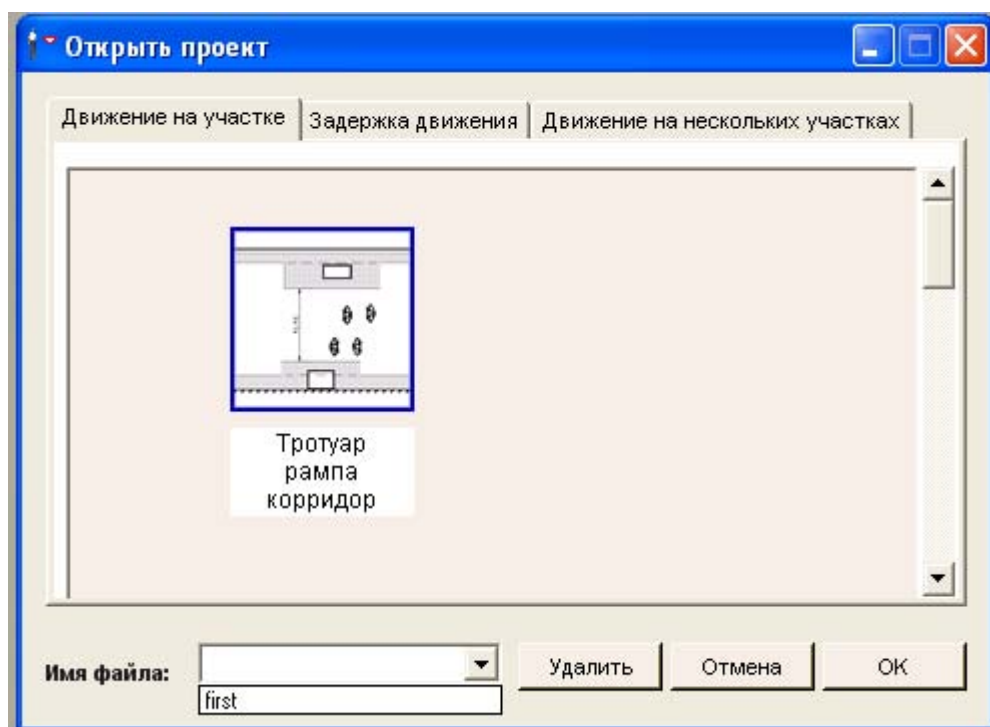 Открыть проект
Движение на участке Задержка движения Движение на нескольких участках
Тротуар
рампа
корридор
Имя файла: Удалить Отмена OK
first